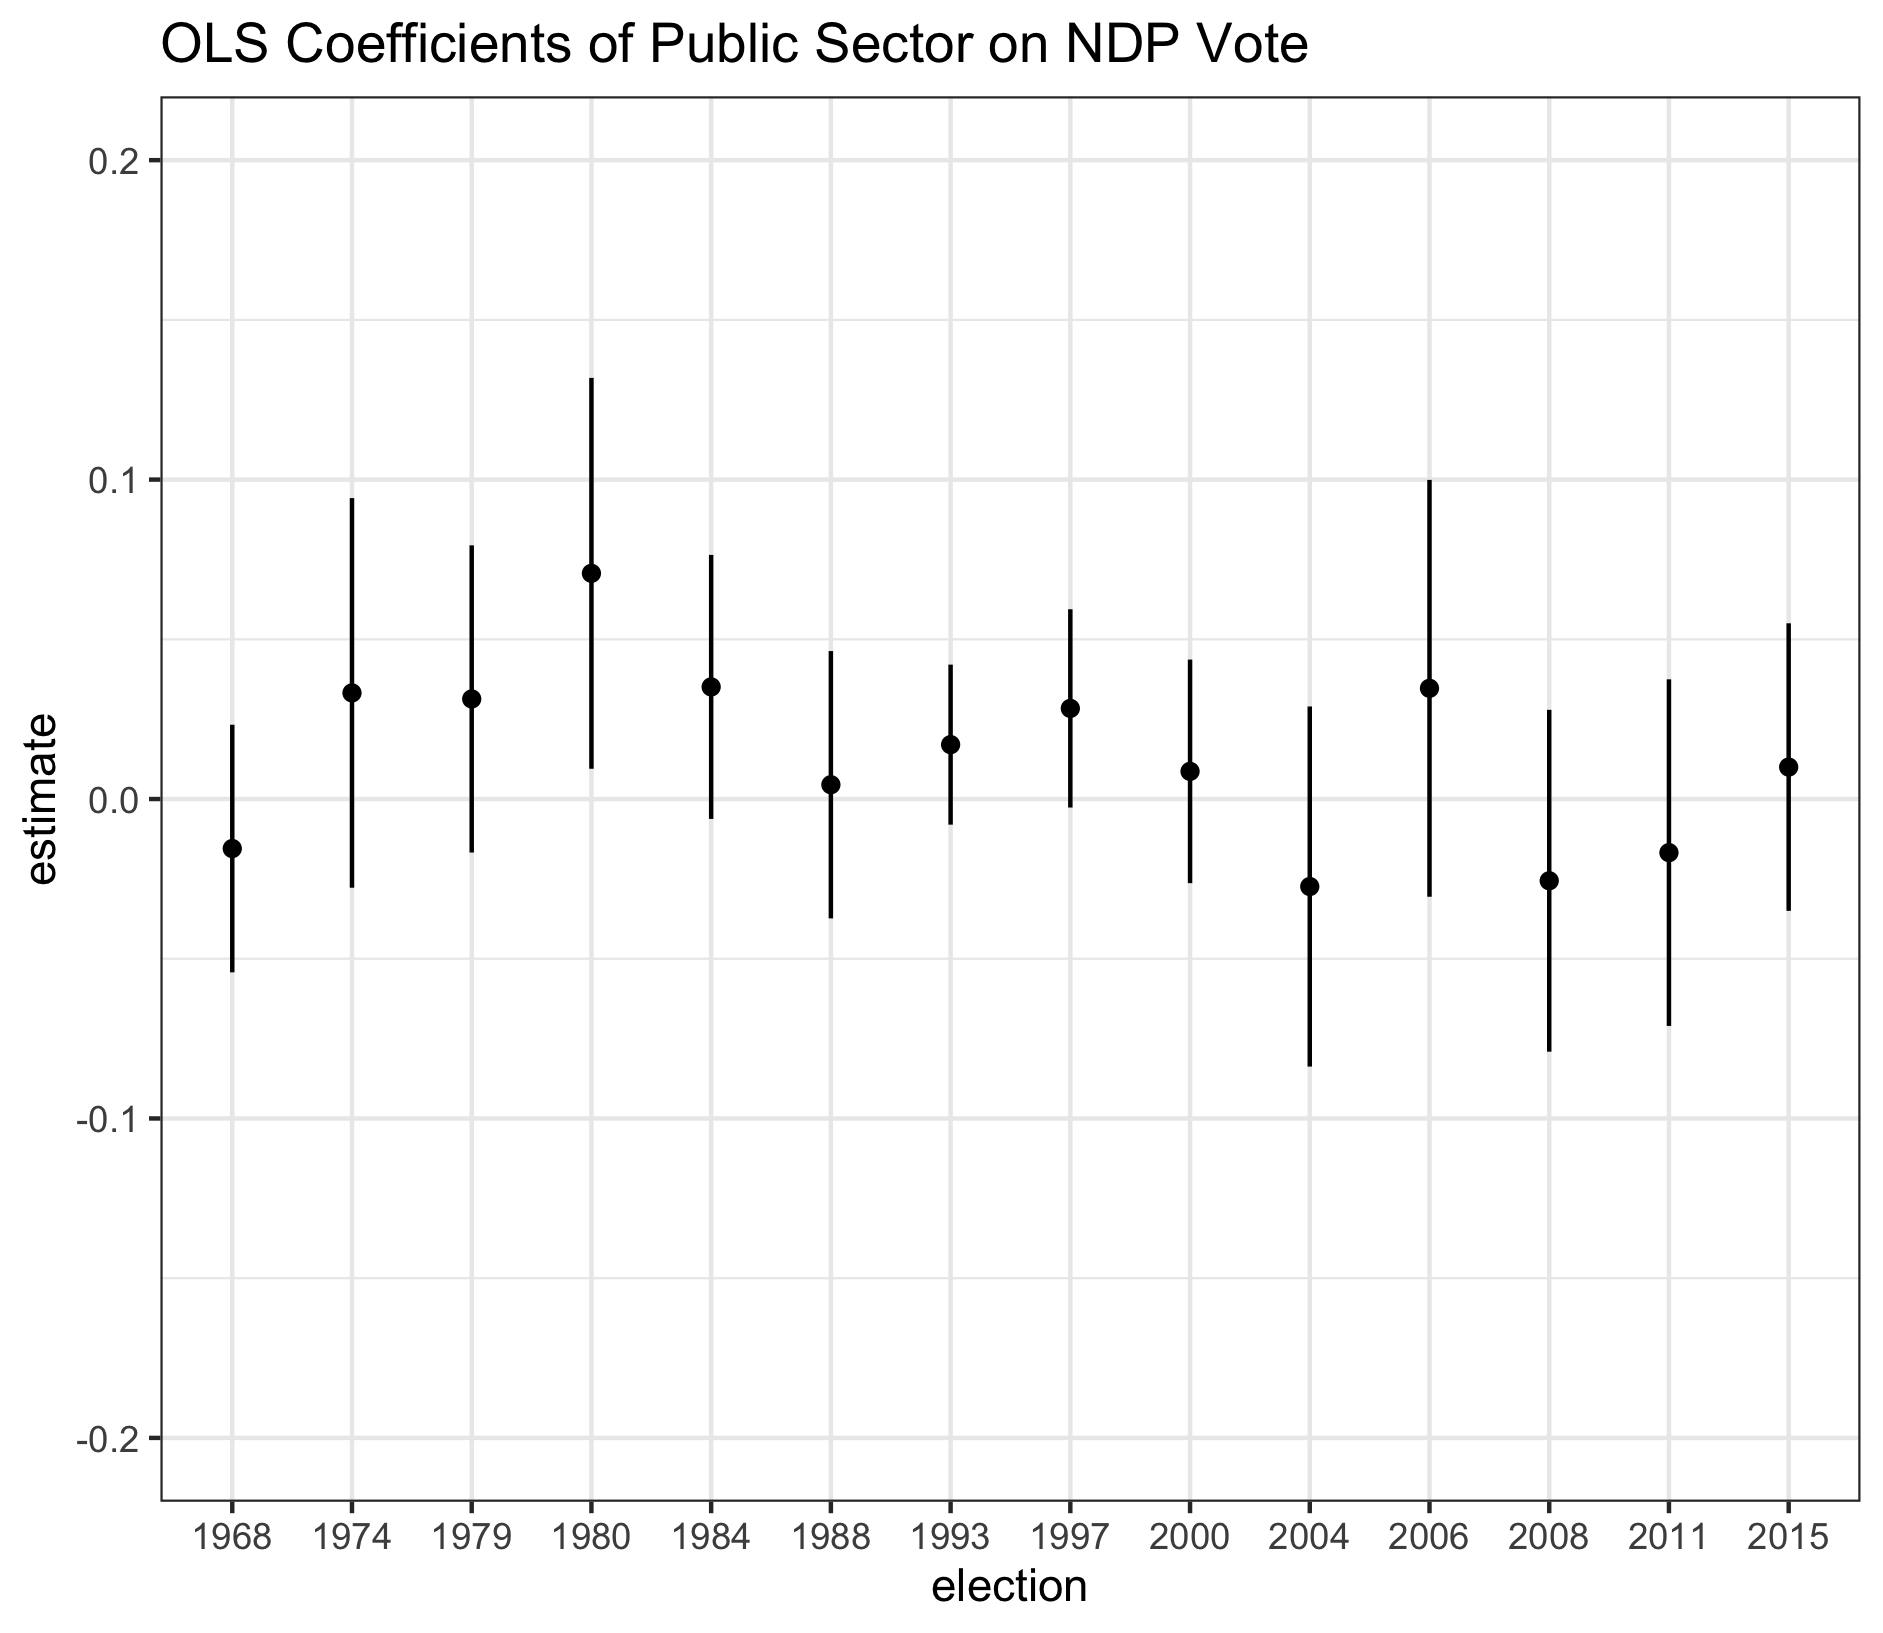 OLS Coefficients of Public Sector on NDP Vote
estimate
0.2
0.1
0.0
-0.1
-0.2
1968 1974 1979 1980 1984 1988 1993 1997 2000 2004 2006 2008 2011 2015
election